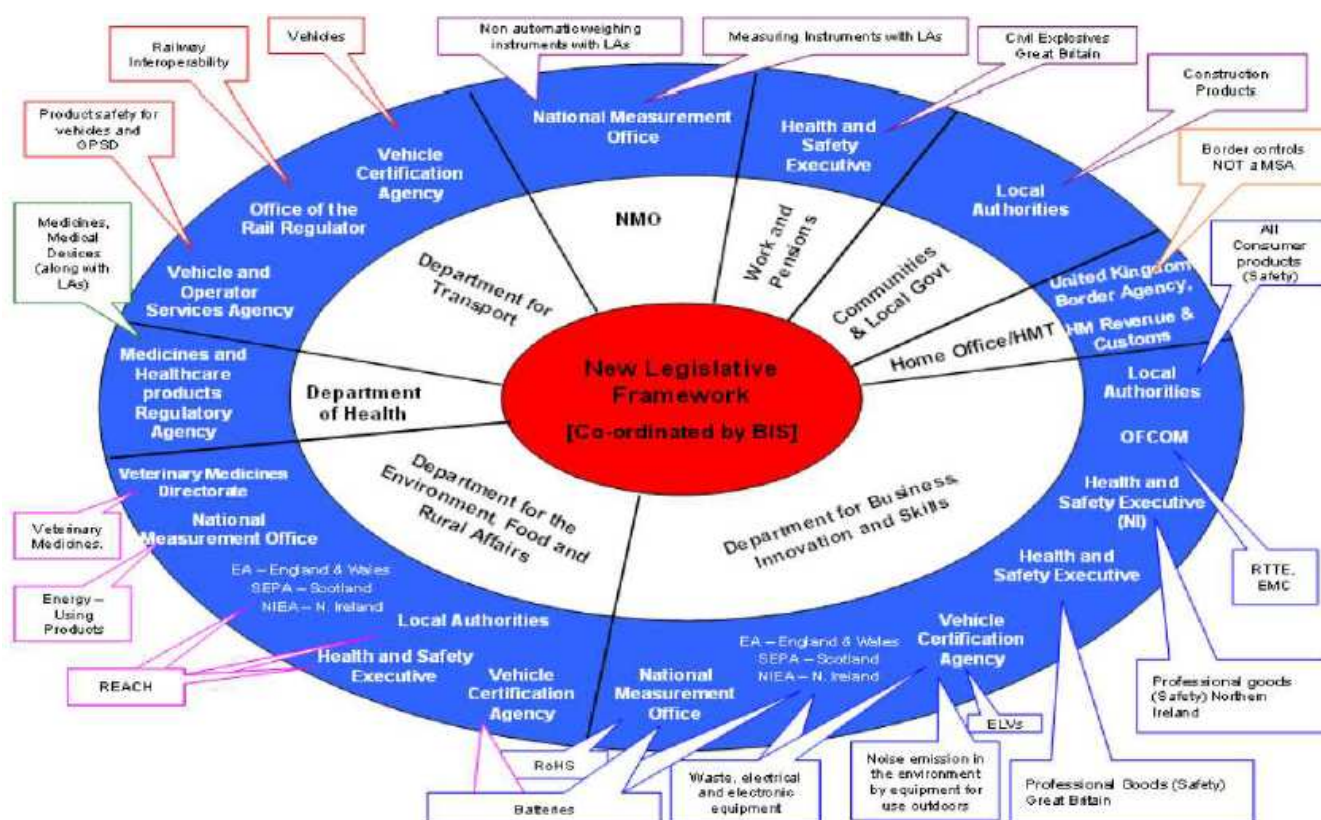 Non automatic weighing
instruments with LAs
Measuring Instruments with LAs
Civil Explosives
Great Britain
Vehicles
Railway
Interoperability
Construction
Products
Product safety for
vehicles and
GPSD
Border controls
NOT a MSA
Medicines,
Medical
Devices
(along with
LAs)
All
Consumer
products
(Safety)
National Measurement
Office
Health and
Safety
Executive
Vehicle
Certification
Agency
Local
Authorities
Office of the
Rail Regulator
Vehicle and
Operator
Services Agency
United Kingdom
Border Agency,
HM Revenue &
Customs
Medicines and
Healthcare
products
Regulatory
Agency
Local
Authorities
OFCOM
Health and
Safety Executive
(NI)
Health and
Safety Executive
NMO
Work and
Pensions
Communities
& Local Govt
Home Office/HMT
Department for
Transport
Department
of Health
New Legislative
Framework
[Co-ordinated by BIS]
Department for the
Environment, Food and
Rural Affairs
Department for Business,
Innovation and Skills
Veterinary Medicines
Directorate
National
Measurement Office
EA – England & Wales
SEPA – Scotland
NIEA – N. Ireland
Local Authorities
Health and Safety
Executive
Vehicle
Certification
Agency
National
Measurement
Office
EA – England & Wales
SEPA – Scotland
NIEA – N. Ireland
Vehicle
Certification
Agency
Veterinary
Medicines.
Energy –
Using
Products
REACH
RoHS
Batteries
Waste, electrical
and electronic
equipment
Noise emission in
the environment
by equipment for
use outdoors
ELVs
Professional Goods (Safety)
Great Britain
Professional goods
(Safety) Northern
Ireland
RTTE,
EMC